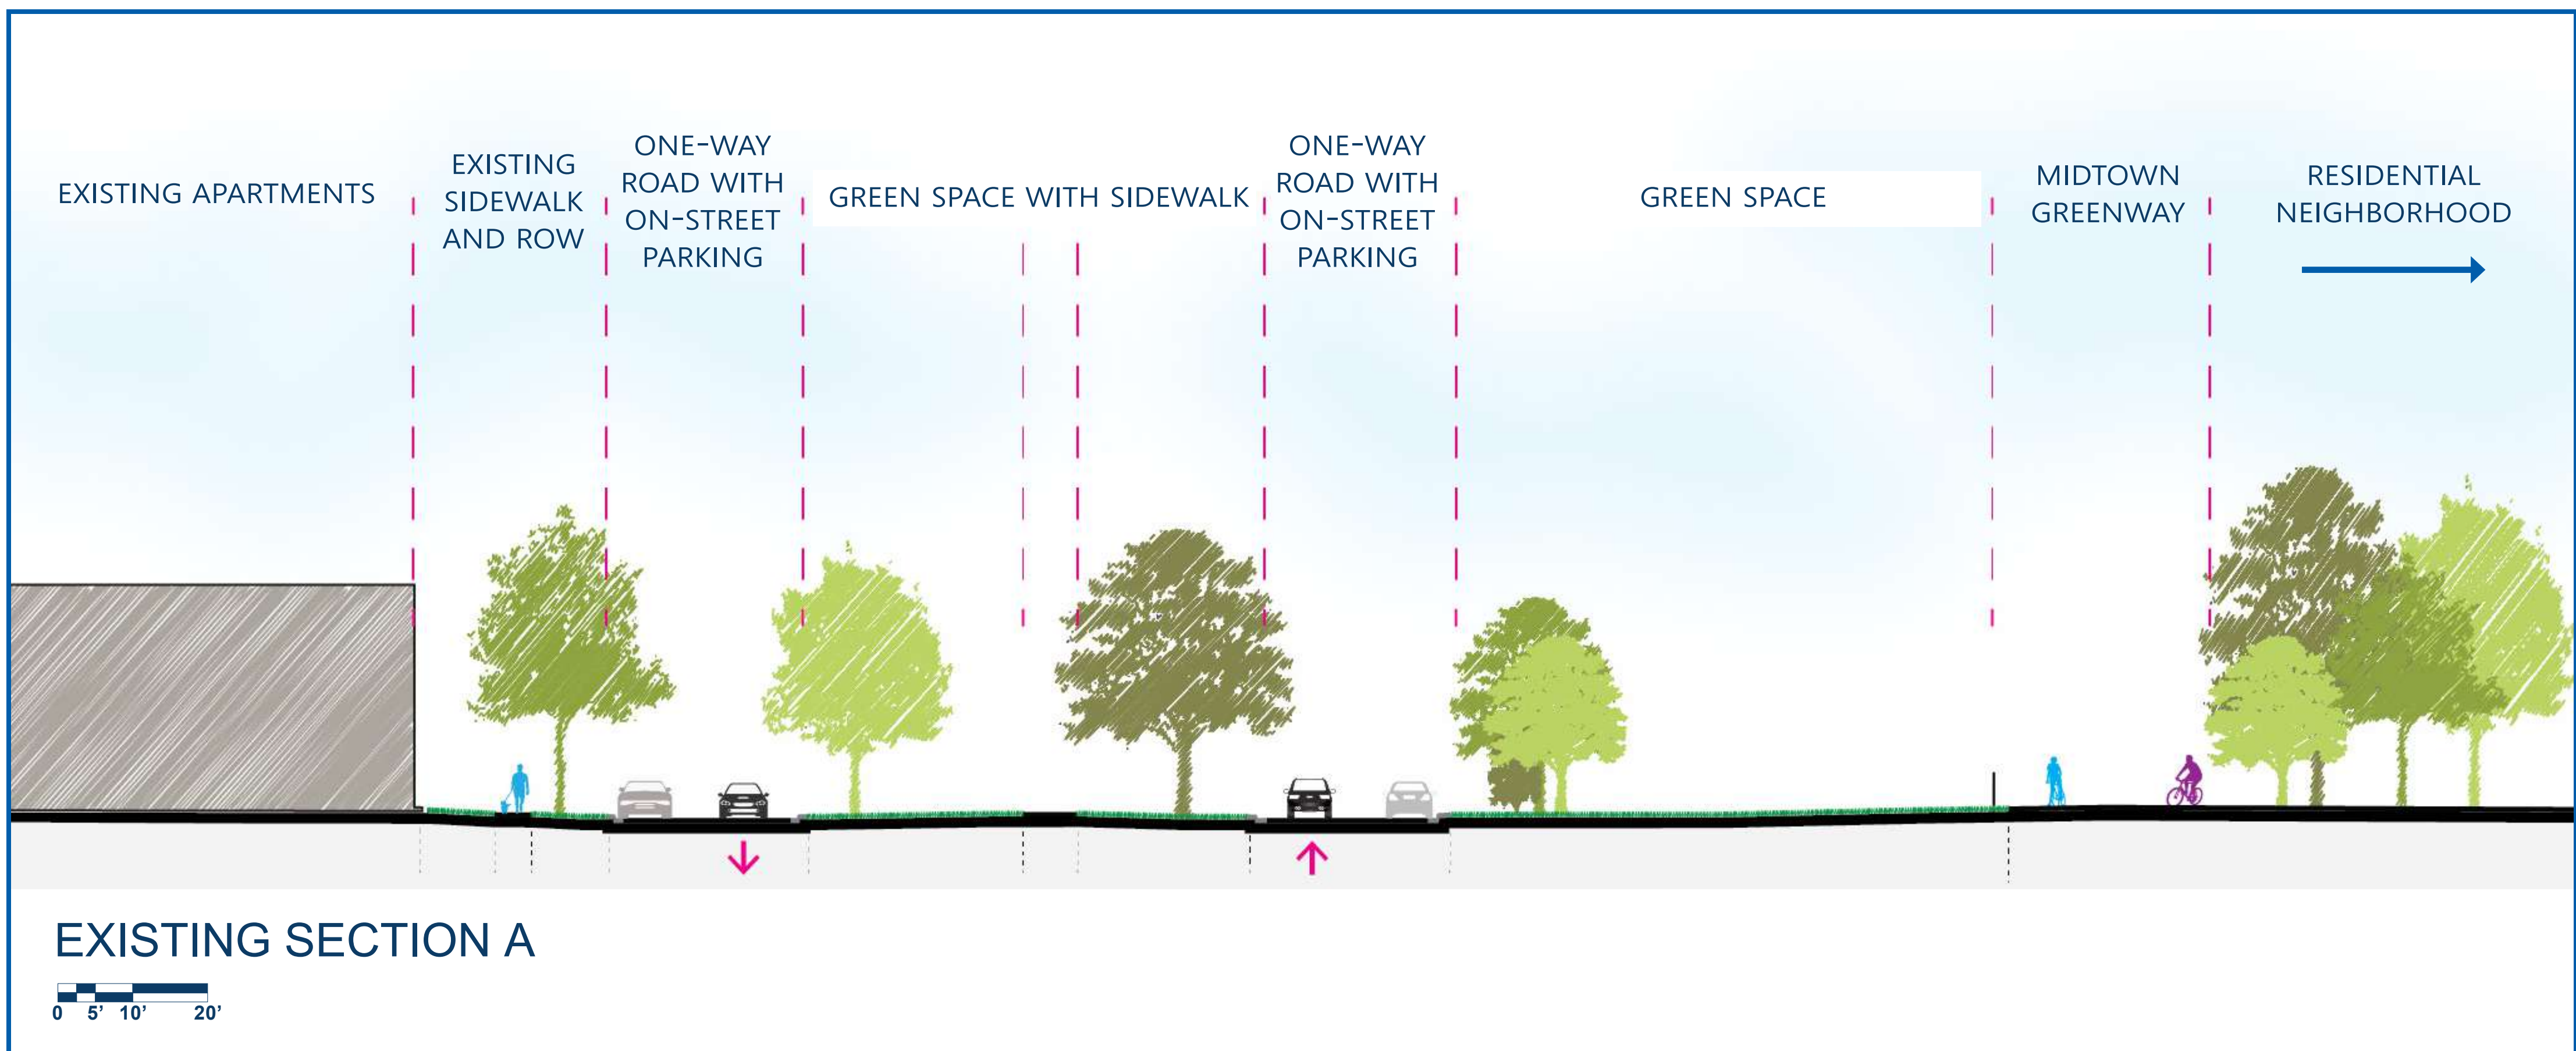 EXISTING APARTMENTS
EXISTING
SIDEWALK
AND ROW
ONE-WAY
ROAD WITH
ON-STREET
PARKING
GREEN SPACE WITH SIDEWALK
ONE-WAY
ROAD WITH
ON-STREET
PARKING
GREEN SPACE
MIDTOWN
GREENWAY
RESIDENTIAL
NEIGHBORHOOD
EXISTING SECTION A
0 5' 10' 20'